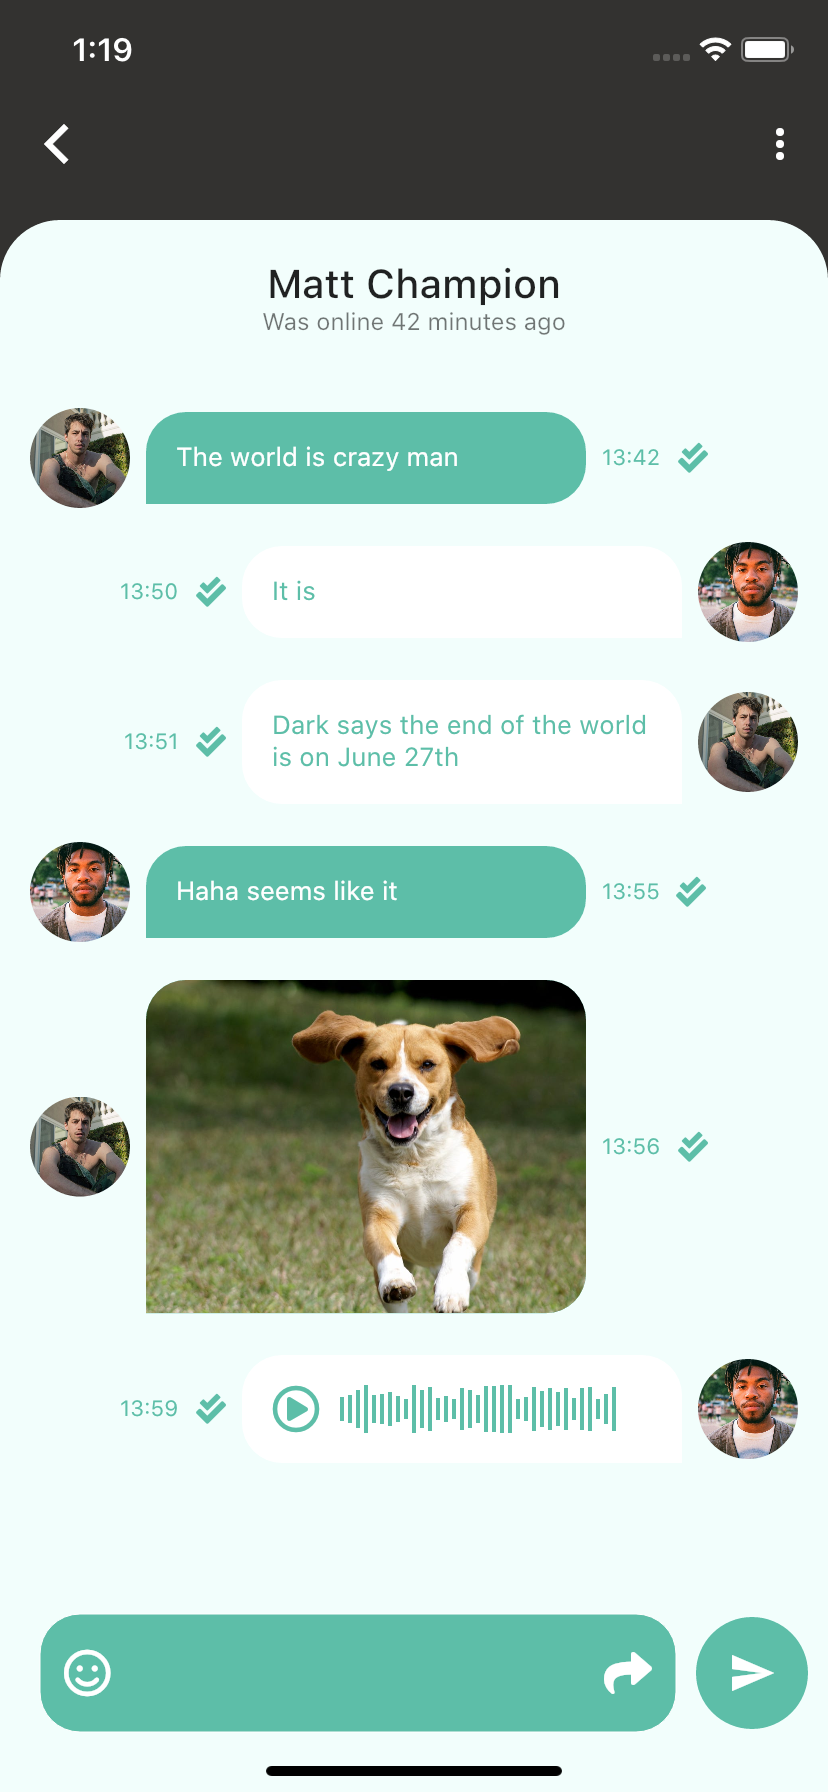 1:19
Matt Champion
Was online 42 minutes ago
The world is crazy man
13:42
13:50
It is
13:51
Dark says the end of the world
is on June 27th
Haha seems like it
13:55
13:56
13:59